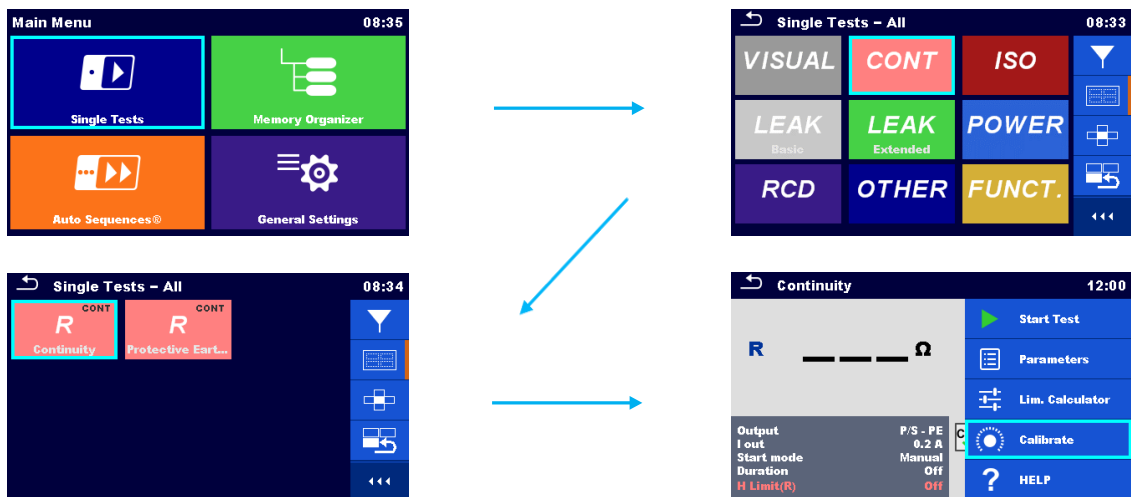 Main Menu 08:35
Single Tests
Memory Organizer
Auto Sequences®
General Settings
Single Tests – All 08:33
VISUAL CONT ISO
LEAK LEAK POWER
Basic Extended
RCD OTHER FUNCT.
Single Tests – All 08:34
CONT CONT
R R
Continuity Protective Eart...
Continuity 12:00
R ___ Ω
Output P/S - PE
I out 0.2 A
Start mode Manual
Duration Off
H Limit(R) Off
C
Start Test
Parameters
Lim. Calculator
Calibrate
? HELP